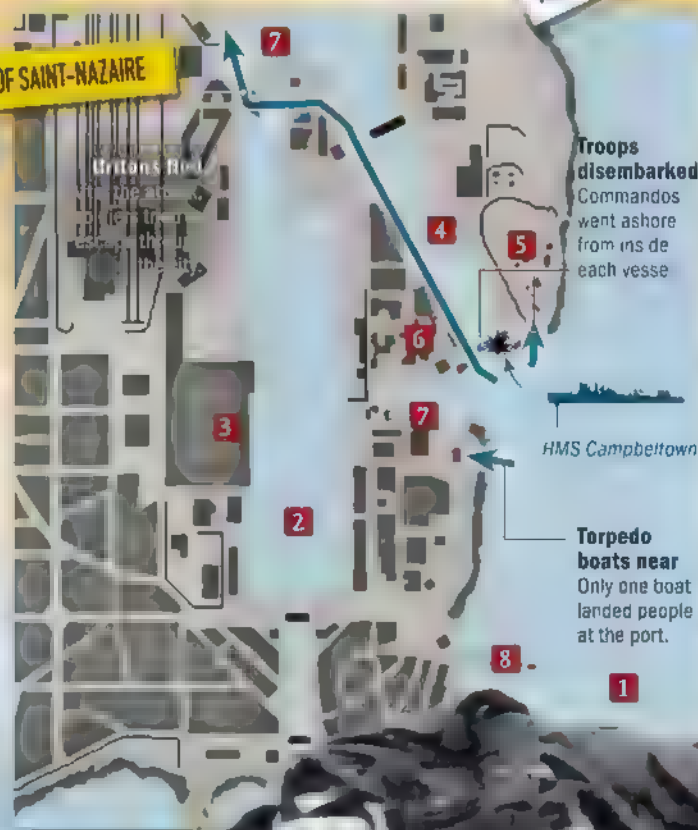 OF SAINT-NAZAIRE
7
Troops
disembarked
Commandos
went ashore
from ins de
each vesse
4
5
6
3
7
HMS Campbeltown
2
Torpedo
boats near
Only one boat
landed people
at the port.
8
1